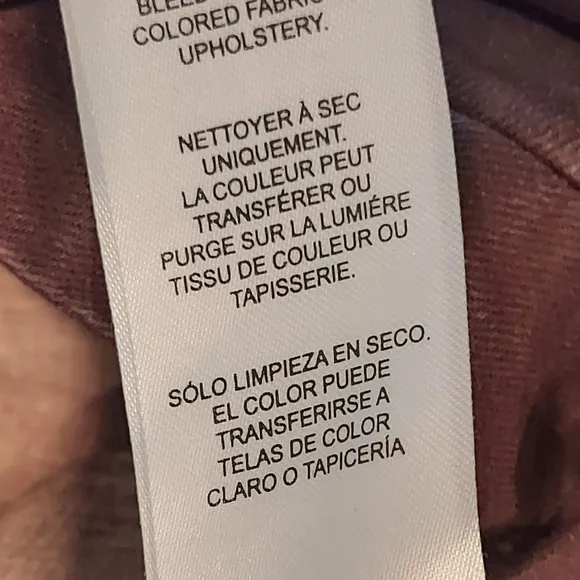 COLORED FABRIC
UPHOLSTERY.
NETTOYER À SEC
UNIQUEMENT.
LA COULEUR PEUT
TRANSFÉRER OU
PURGE SUR LA LUMIÉRE
TISSU DE COULEUR OU
TAPISSERIE.
SÓLO LIMPIEZA EN SECO.
EL COLOR PUEDE
TRANSFERIRSE A
TELAS DE COLOR
CLARO O TAPICERÍA